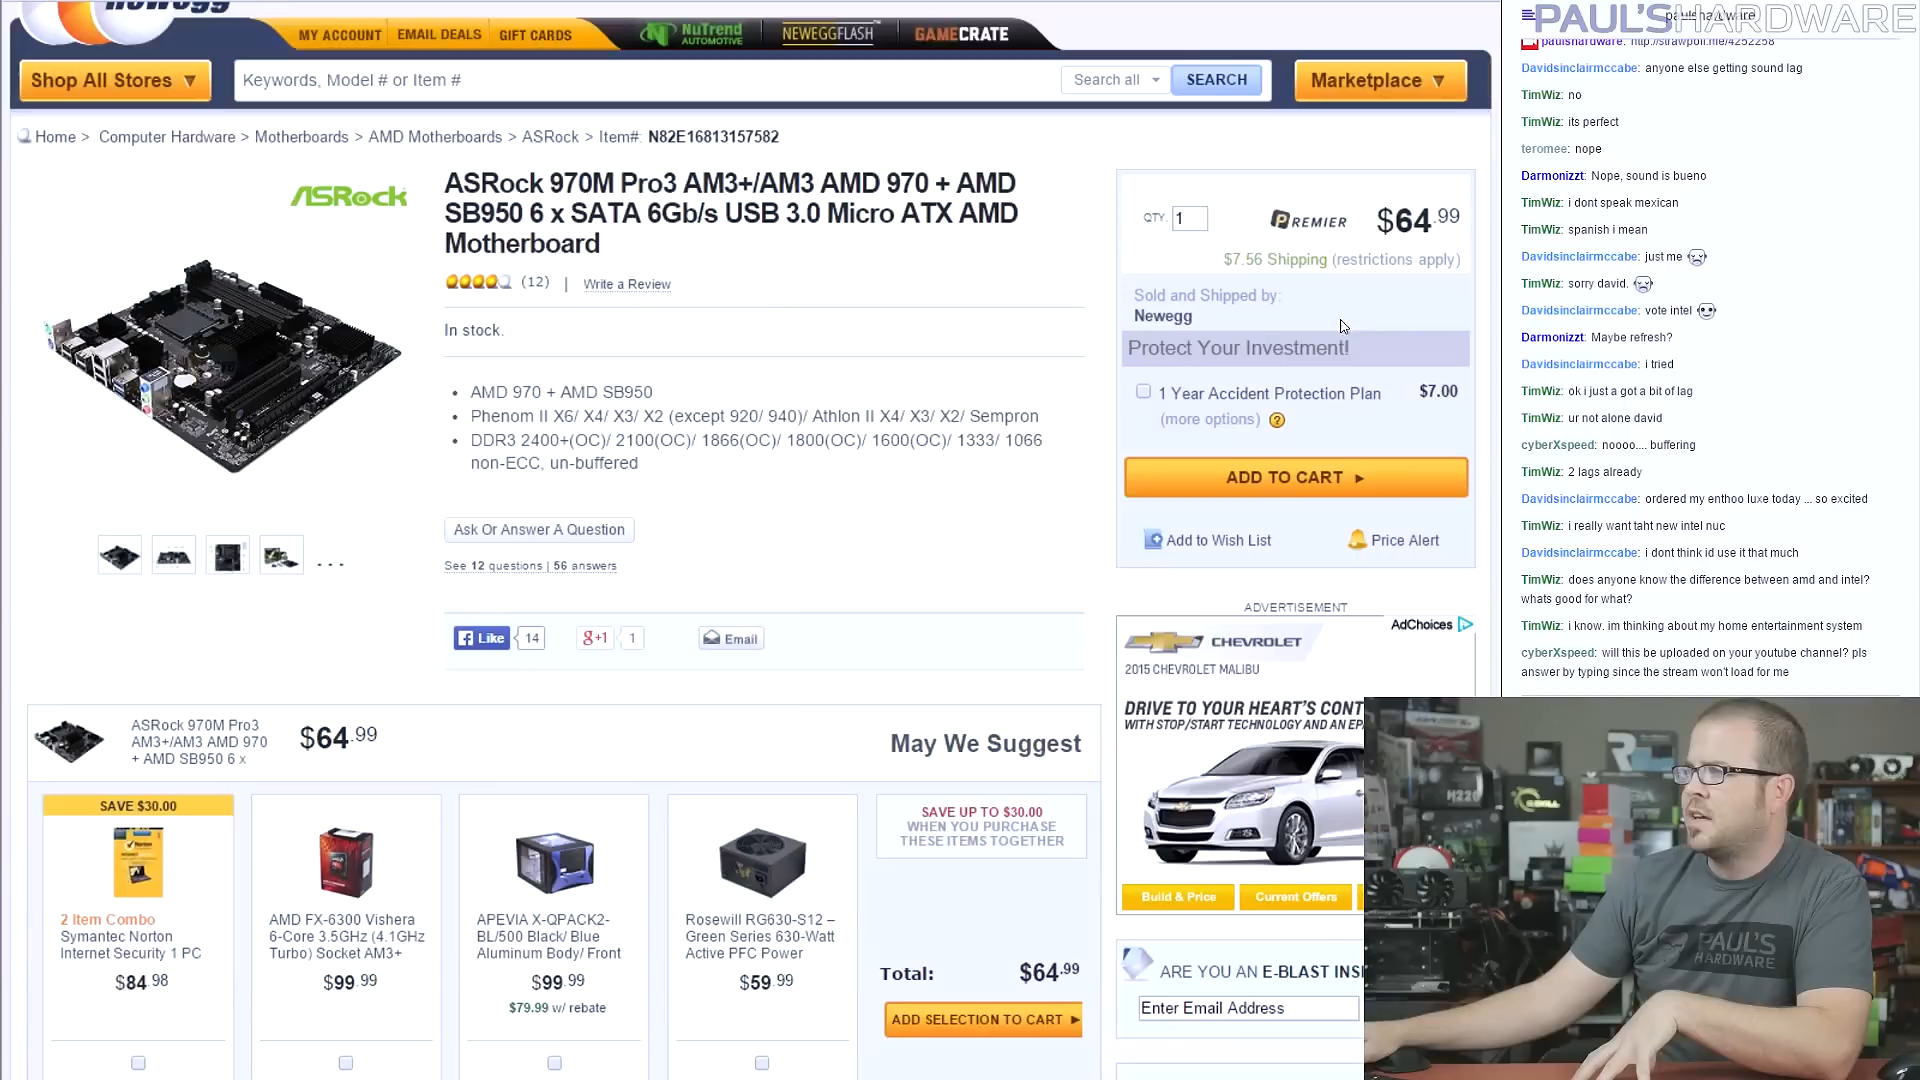 newegg
MY ACCOUNT
EMAIL DEALS
GIFT CARDS
NUTREND
AUTOMOTIVE
NEWEGGFLASH
GAMECRATE
Shop All Stores ▼
Keywords, Model # or Item #
Search all
SEARCH
Marketplace ▼
Home > Computer Hardware > Motherboards > AMD Motherboards > ASRock > Item#: N82E16813157582
ASRock
ASRock 970M Pro3 AM3+/AM3 AMD 970 + AMD
SB950 6 x SATA 6Gb/s USB 3.0 Micro ATX AMD
Motherboard
(12) | Write a Review
In stock.
• AMD 970 + AMD SB950
• Phenom II X6/ X4/ X3/ X2 (except 920/ 940)/ Athlon II X4/ X3/ X2/ Sempron
• DDR3 2400+(OC)/ 2100(OC)/ 1866(OC)/ 1800(OC)/ 1600(OC)/ 1333/ 1066
non-ECC, un-buffered
Ask Or Answer A Question
See 12 questions | 56 answers
Like 14
g+1 1
Email
QTY. 1
PREMIER
$64.99
$7.56 Shipping (restrictions apply)
Sold and Shipped by:
Newegg
Protect Your Investment!
1 Year Accident Protection Plan $7.00
(more options)
ADD TO CART ►
Add to Wish List
Price Alert
ADVERTISEMENT
AdChoices
CHEVROLET
2015 CHEVROLET MALIBU
DRIVE TO YOUR HEART'S CONT
WITH STOP/START TECHNOLOGY AND AN EP
Build & Price
Current Offers
ARE YOU AN E-BLAST INSI
Enter Email Address
ASRock 970M Pro3
AM3+/AM3 AMD 970
+ AMD SB950 6 x
$64.99
May We Suggest
SAVE $30.00
Norton
2 Item Combo
Symantec Norton
Internet Security 1 PC
$84.98
AMD FX-6300 Vishera
6-Core 3.5GHz (4.1GHz
Turbo) Socket AM3+
$99.99
APEVIA X-QPACK2-
BL/500 Black/ Blue
Aluminum Body/ Front
$99.99
$79.99 w/ rebate
Rosewill RG630-S12 –
Green Series 630-Watt
Active PFC Power
$59.99
SAVE UP TO $30.00
WHEN YOU PURCHASE
THESE ITEMS TOGETHER
Total: $64.99
ADD SELECTION TO CART ►
PAUL'SHARDWARE
paulshardware
paulshardware: http://strawpoll.me/4252258
Davidsinclairmccabe: anyone else getting sound lag
TimWiz: no
TimWiz: its perfect
teromee: nope
Darmonizzt: Nope, sound is bueno
TimWiz: i dont speak mexican
TimWiz: spanish i mean
Davidsinclairmccabe: just me
TimWiz: sorry david.
Davidsinclairmccabe: vote intel
Darmonizzt: Maybe refresh?
Davidsinclairmccabe: i tried
TimWiz: ok i just a got a bit of lag
TimWiz: ur not alone david
cyberXspeed: noooo.... buffering
TimWiz: 2 lags already
Davidsinclairmccabe: ordered my enthoo luxe today ... so excited
TimWiz: i really want taht new intel nuc
Davidsinclairmccabe: i dont think id use it that much
TimWiz: does anyone know the difference between amd and intel?
whats good for what?
TimWiz: i know. im thinking about my home entertainment system
cyberXspeed: will this be uploaded on your youtube channel? pls
answer by typing since the stream won't load for me
H220
PAUL'S
HARDWARE